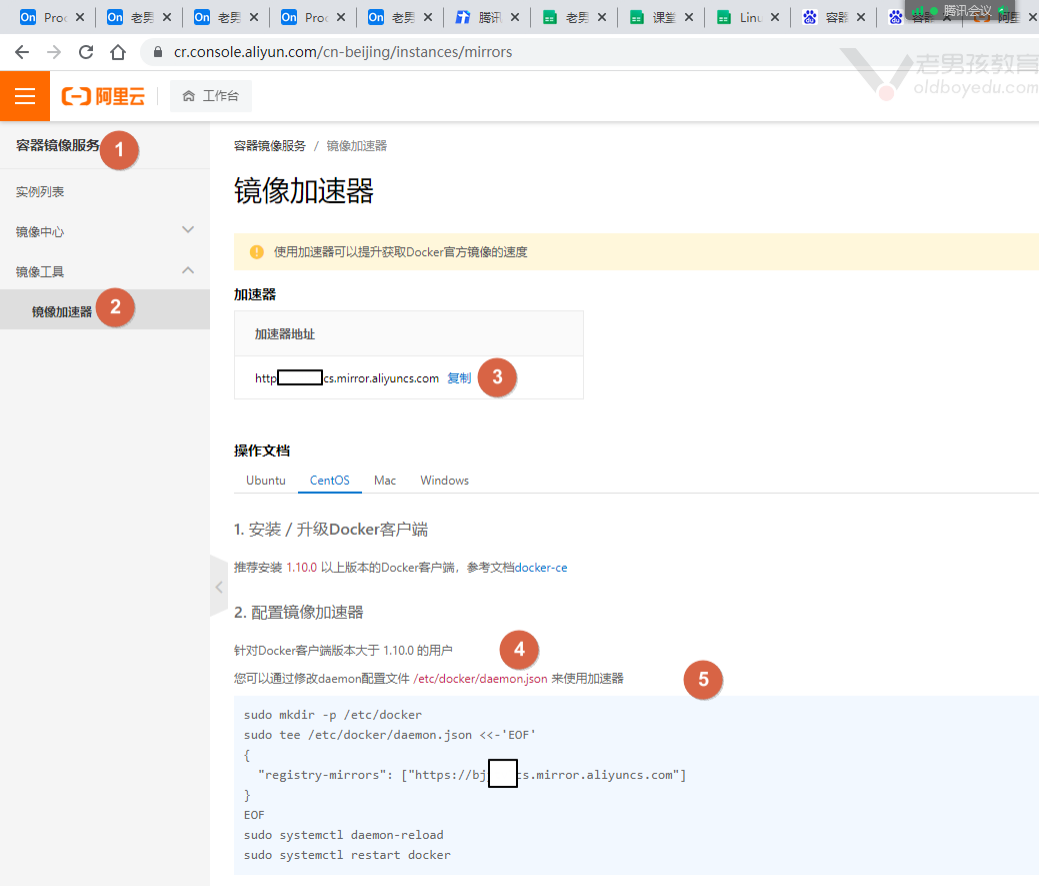 Proc
老男
老男
Proc
老男
腾讯
老男
课堂
Linu
容器
腾讯会议
cr.console.aliyun.com/cn-beijing/instances/mirrors
老男孩教育
oldboyedu.com
阿里云
工作台
容器镜像服务 1
实例列表
镜像中心
镜像工具
镜像加速器 2
容器镜像服务 / 镜像加速器
镜像加速器
使用加速器可以提升获取Docker官方镜像的速度
加速器
加速器地址
http cs.mirror.aliyuncs.com 复制 3
操作文档
Ubuntu CentOS Mac Windows
1. 安装 / 升级Docker客户端
推荐安装 1.10.0 以上版本的Docker客户端，参考文档docker-ce
2. 配置镜像加速器
针对Docker客户端版本大于 1.10.0 的用户 4
您可以通过修改daemon配置文件 /etc/docker/daemon.json 来使用加速器 5
sudo mkdir -p /etc/docker
sudo tee /etc/docker/daemon.json <<-'EOF'
{
"registry-mirrors": ["https://bj cs.mirror.aliyuncs.com"]
}
EOF
sudo systemctl daemon-reload
sudo systemctl restart docker